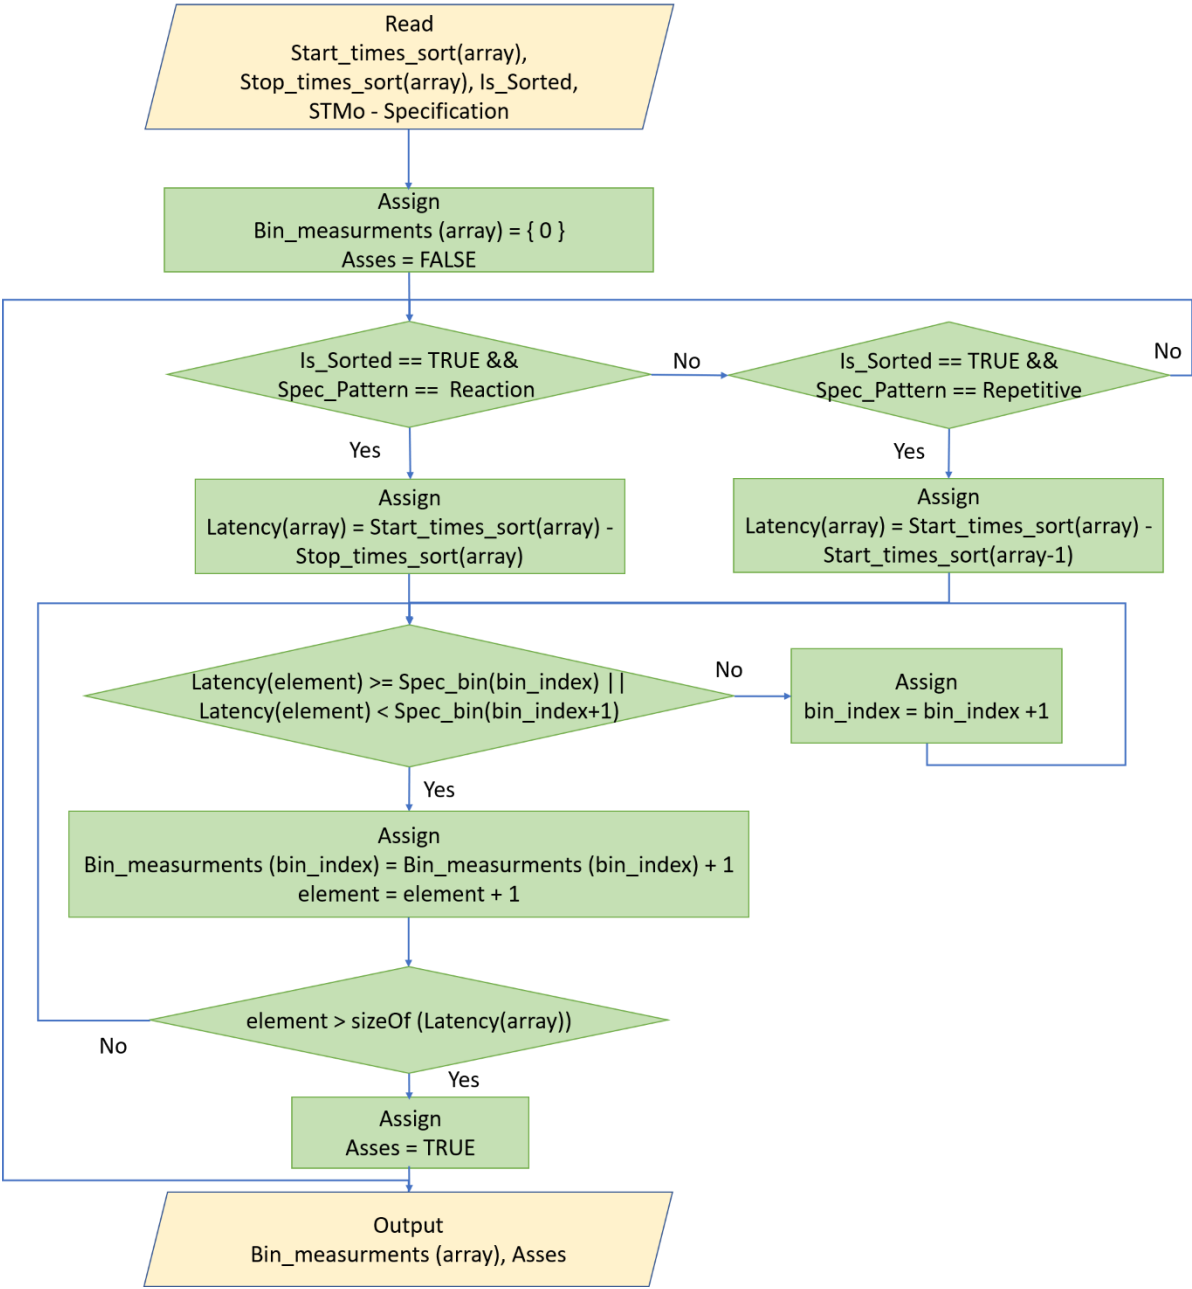 Read
Start_times_sort(array),
Stop_times_sort(array), Is_Sorted,
STMo - Specification
Assign
Bin_measurments (array) = { 0 }
Asses = FALSE
Is_Sorted == TRUE &&
Spec_Pattern ==  Reaction
No
Is_Sorted == TRUE &&
Spec_Pattern == Repetitive
No
Yes
Yes
Assign
Latency(array) = Start_times_sort(array) -
Stop_times_sort(array)
Assign
Latency(array) = Start_times_sort(array) -
Start_times_sort(array-1)
Latency(element) >= Spec_bin(bin_index) ||
Latency(element) < Spec_bin(bin_index+1)
No
Assign
bin_index = bin_index +1
Yes
Assign
Bin_measurments (bin_index) = Bin_measurments (bin_index) + 1
element = element + 1
element > sizeOf (Latency(array))
No
Yes
Assign
Asses = TRUE
Output
Bin_measurments (array), Asses